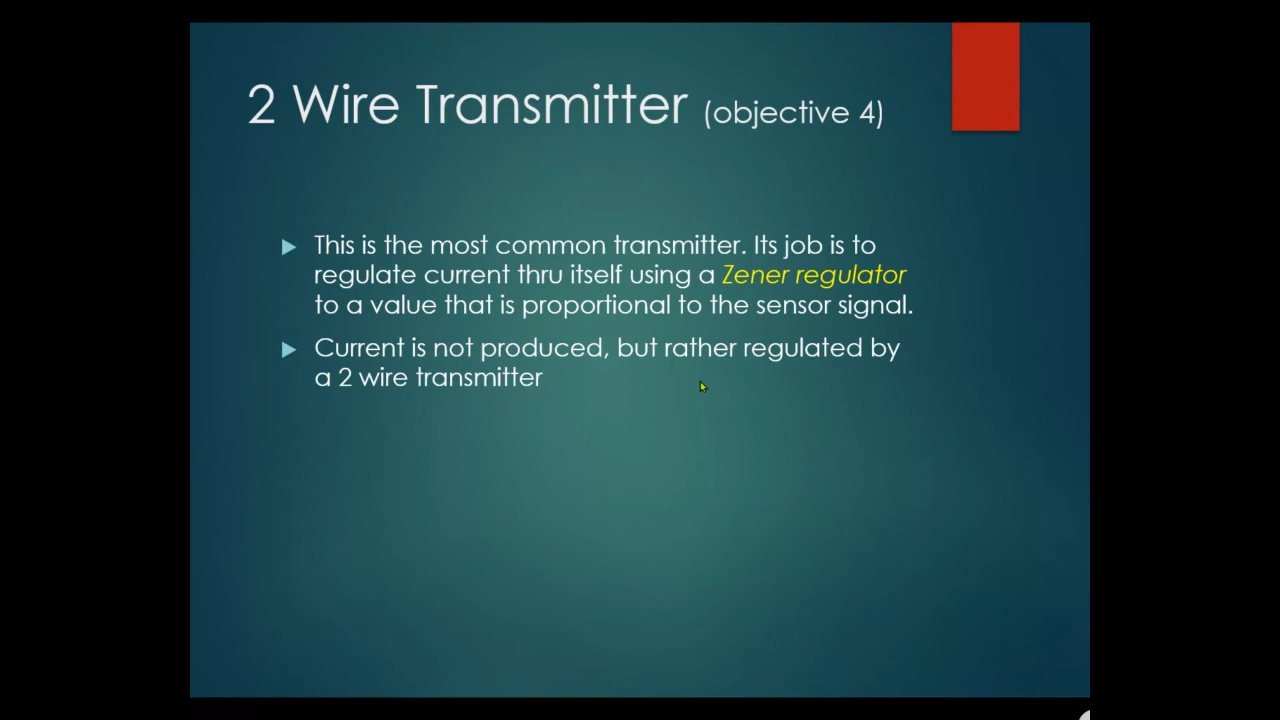 2 Wire Transmitter (objective 4)
This is the most common transmitter. Its job is to
regulate current thru itself using a Zener regulator
to a value that is proportional to the sensor signal.
Current is not produced, but rather regulated by
a 2 wire transmitter